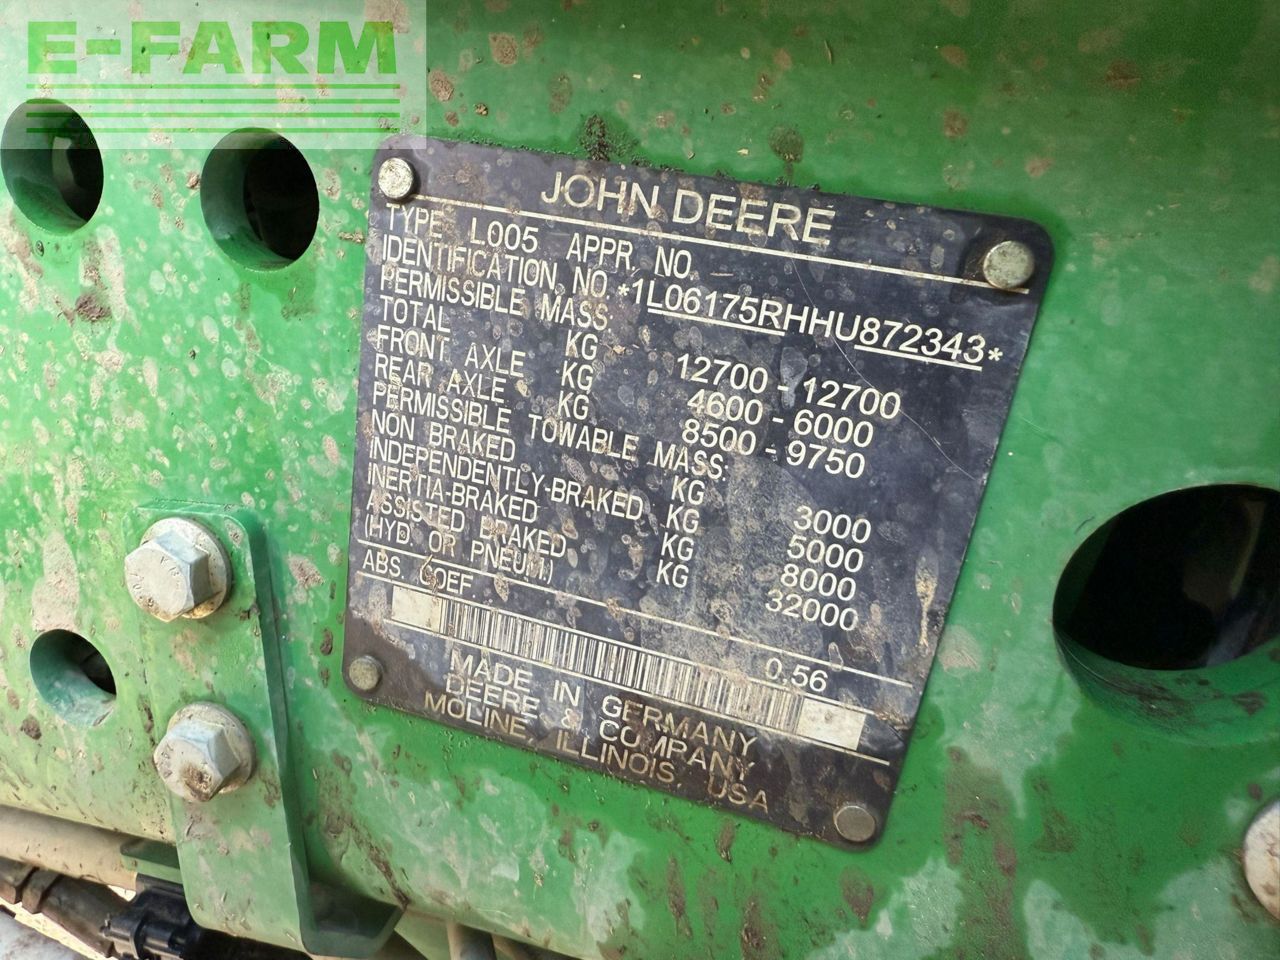 E-FARM
JOHN DEERE
TYPE L005 APPR. NO.
IDENTIFICATION NO. *1L06175RHHU872343*
PERMISSIBLE MASS
TOTAL KG 12700 - 12700
FRONT AXLE KG 4600 - 6000
REAR AXLE KG 8500 - 9750
PERMISSIBLE TOWABLE MASS:
NON BRAKED KG 3000
INDEPENDENTLY-BRAKED KG 5000
INERTIA-BRAKED KG 8000
ASSISTED BRAKED KG 32000
(HYD OR PNEUM.)
ABS. COEF 0.56
MADE IN GERMANY
DEERE & COMPANY
MOLINE, ILLINOIS, USA